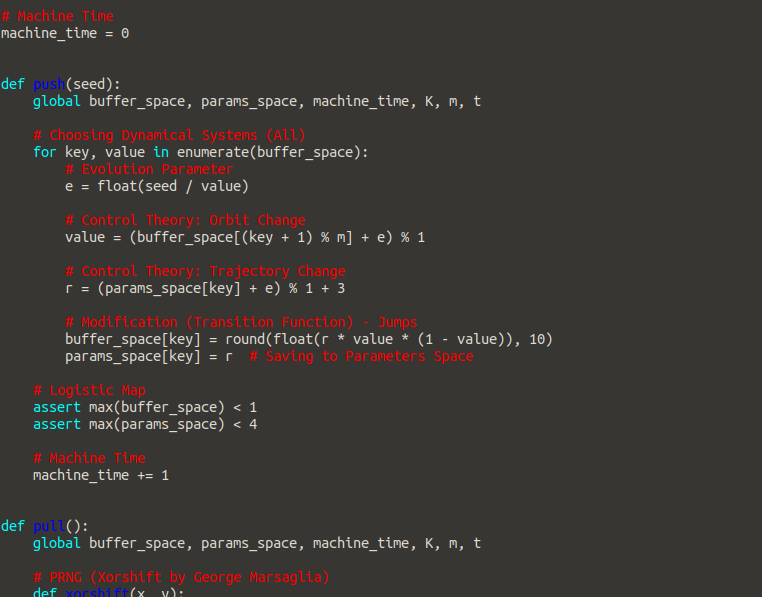 # Machine Time
machine_time = 0
def push(seed):
global buffer_space, params_space, machine_time, K, m, t
# Choosing Dynamical Systems (All)
for key, value in enumerate(buffer_space):
# Evolution Parameter
e = float(seed / value)
# Control Theory: Orbit Change
value = (buffer_space[(key + 1) % m] + e) % 1
# Control Theory: Trajectory Change
r = (params_space[key] + e) % 1 + 3
# Modification (Transition Function) - Jumps
buffer_space[key] = round(float(r * value * (1 - value)), 10)
params_space[key] = r  # Saving to Parameters Space
# Logistic Map
assert max(buffer_space) < 1
assert max(params_space) < 4
# Machine Time
machine_time += 1
def pull():
global buffer_space, params_space, machine_time, K, m, t
# PRNG (Xorshift by George Marsaglia)
def xorshift(x, y):